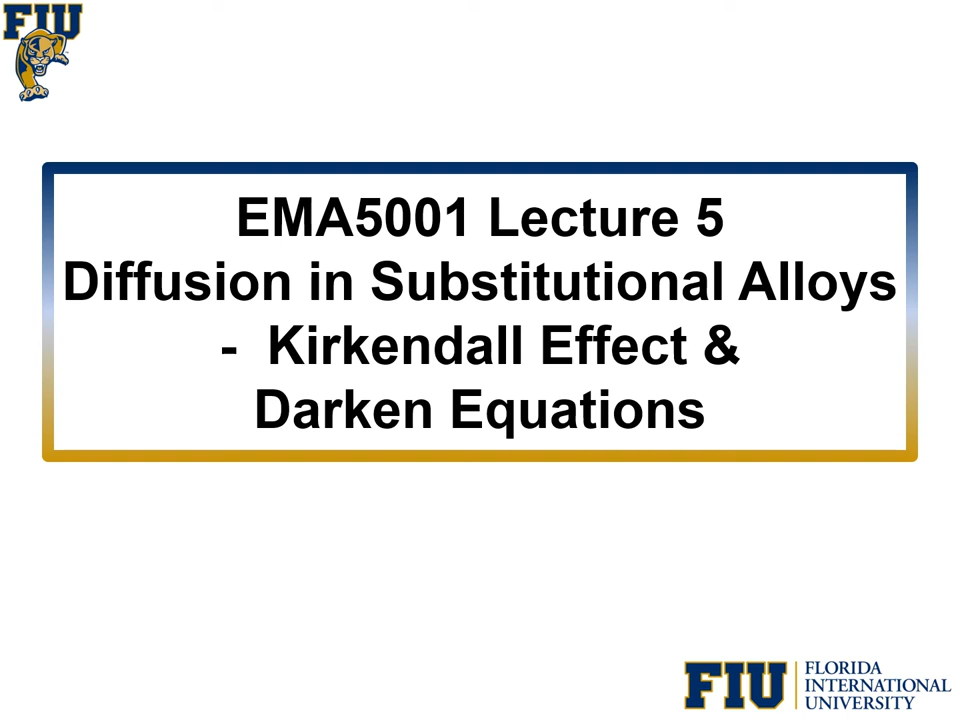 FIU
EMA5001 Lecture 5
Diffusion in Substitutional Alloys
- Kirkendall Effect &
Darken Equations
FIU
FLORIDA
INTERNATIONAL
UNIVERSITY